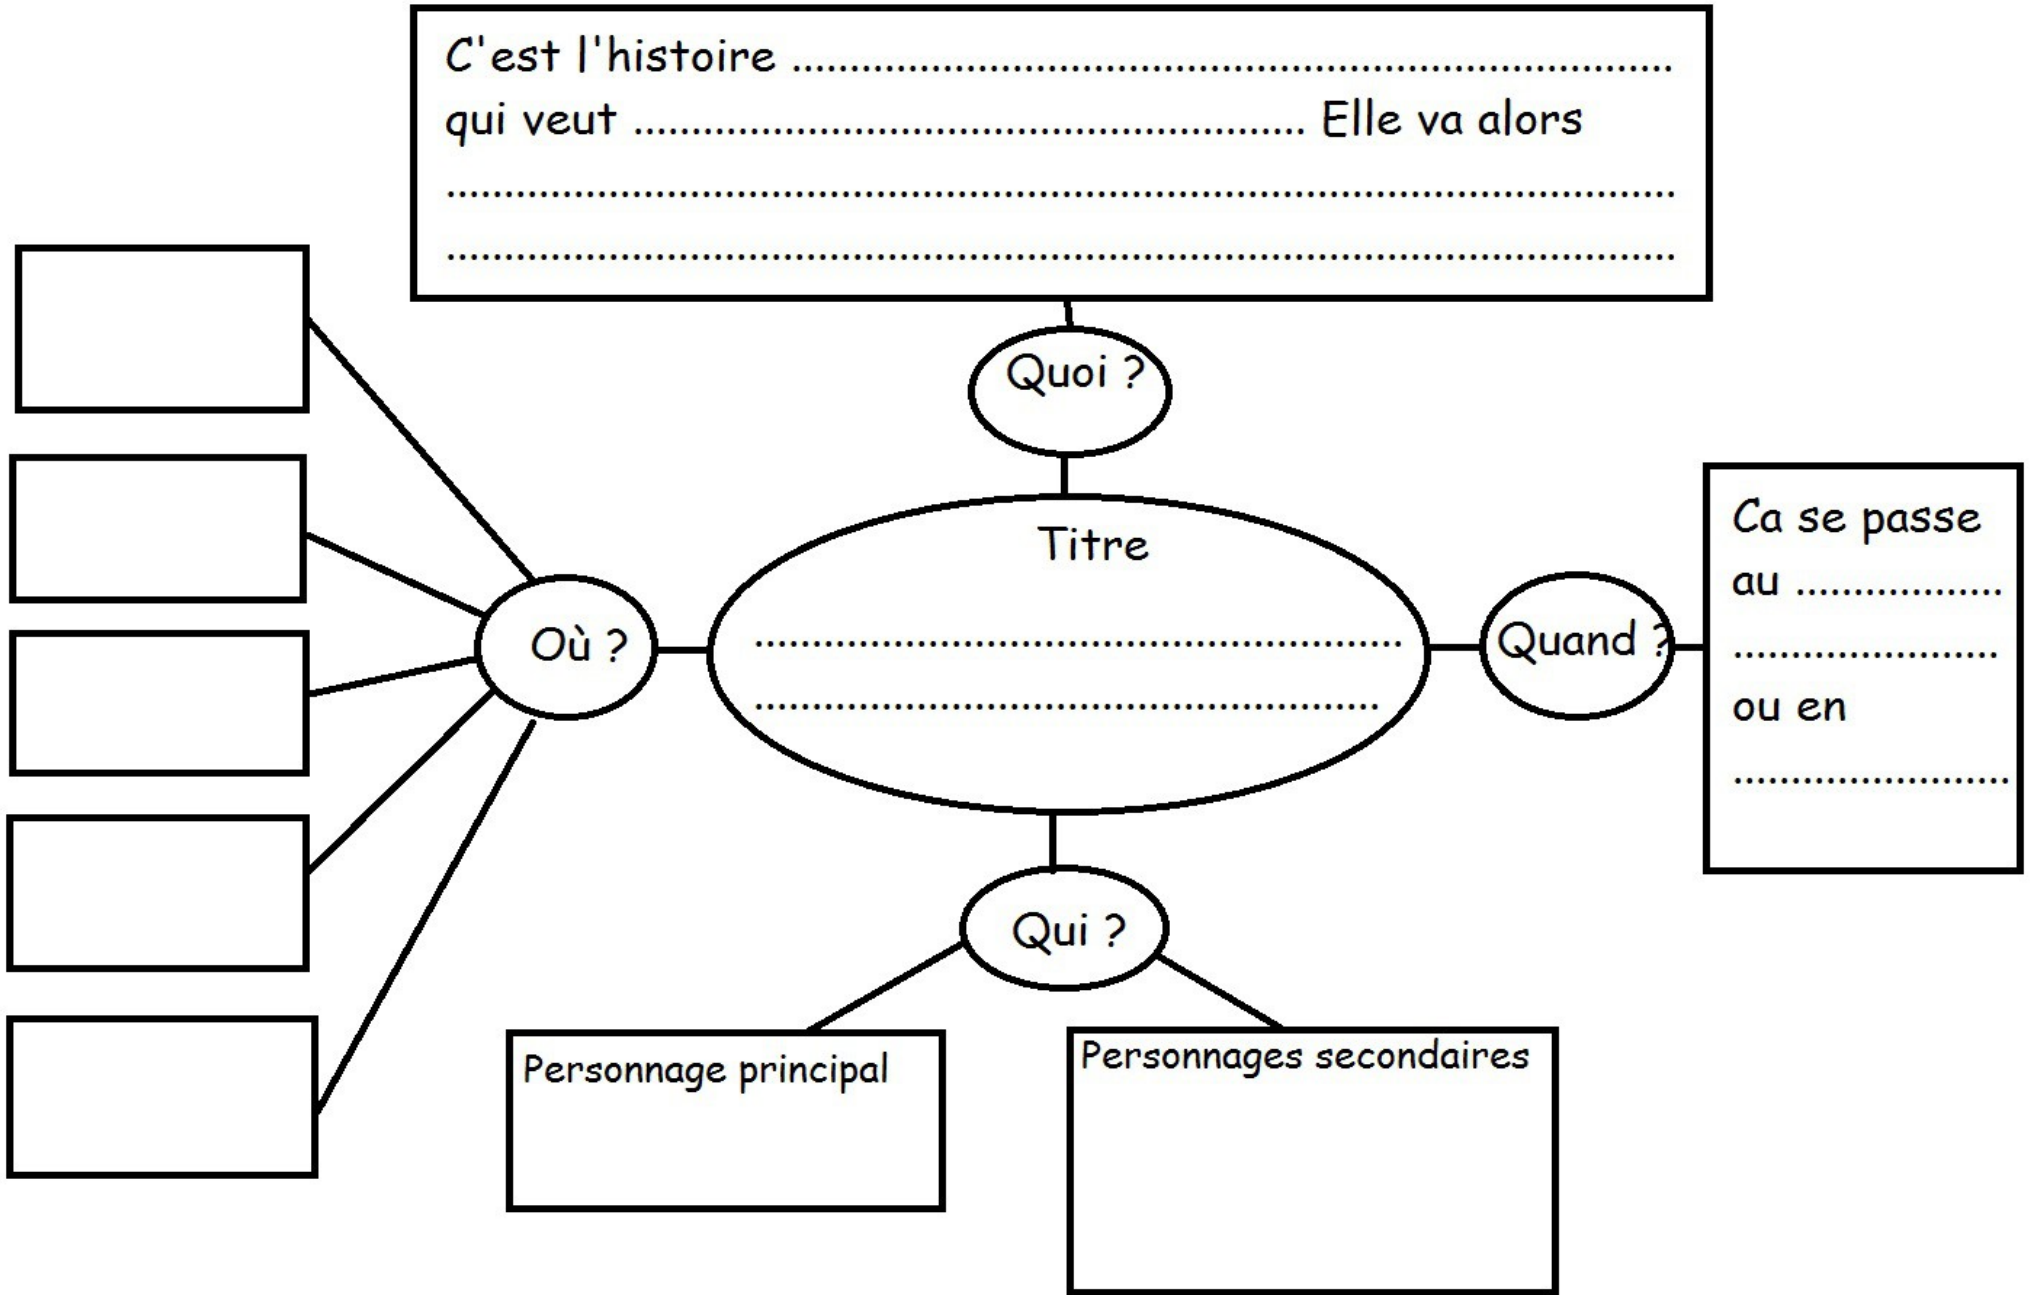 C'est l'histoire ..........................................................................
qui veut ......................................................... Elle va alors
.........................................................................................................
.........................................................................................................
Quoi ?
Titre
.......................................................
.....................................................
Où ?
Quand ?
Ca se passe
au ..................
.......................
ou en
........................
Qui ?
Personnage principal
Personnages secondaires